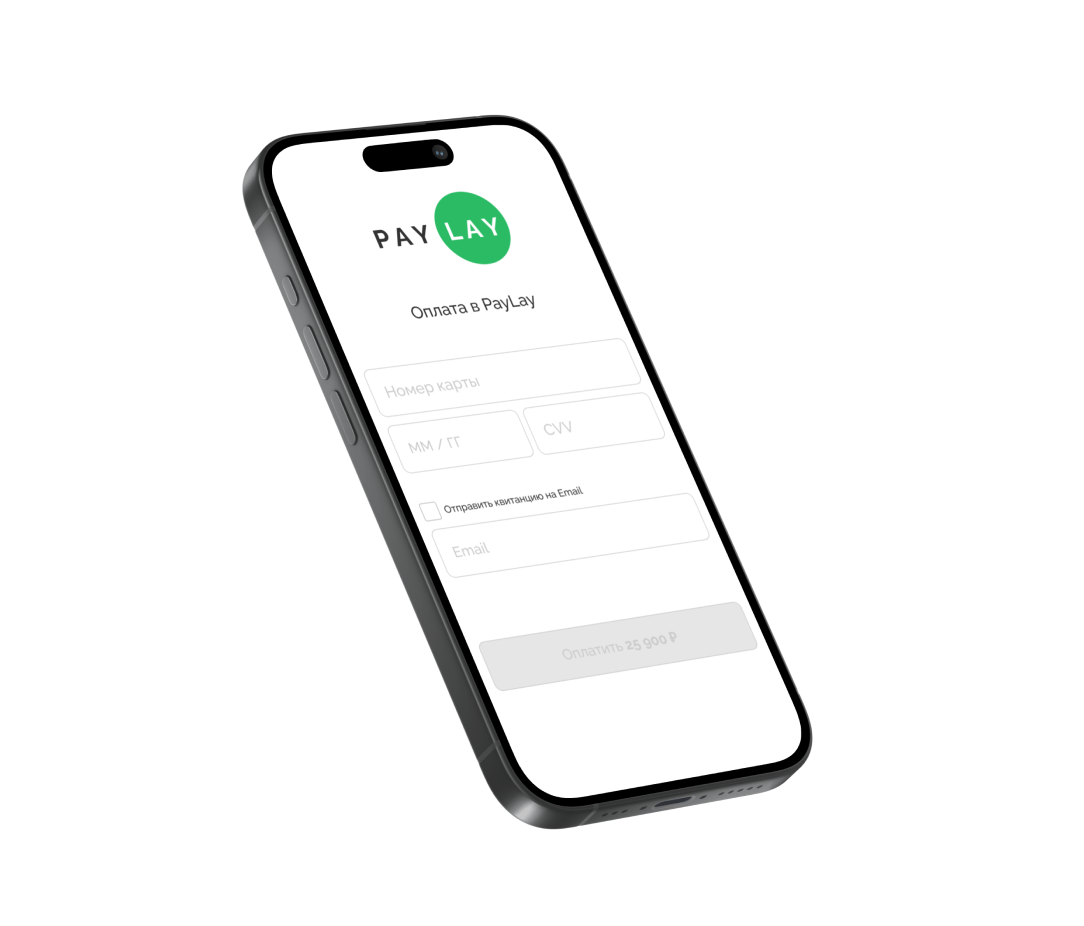 PAY LAY
Оплата в PayLay
Номер карты
ММ / ГГ
CVV
Отправить квитанцию на Email
Email
Оплатить 25 900 ₽